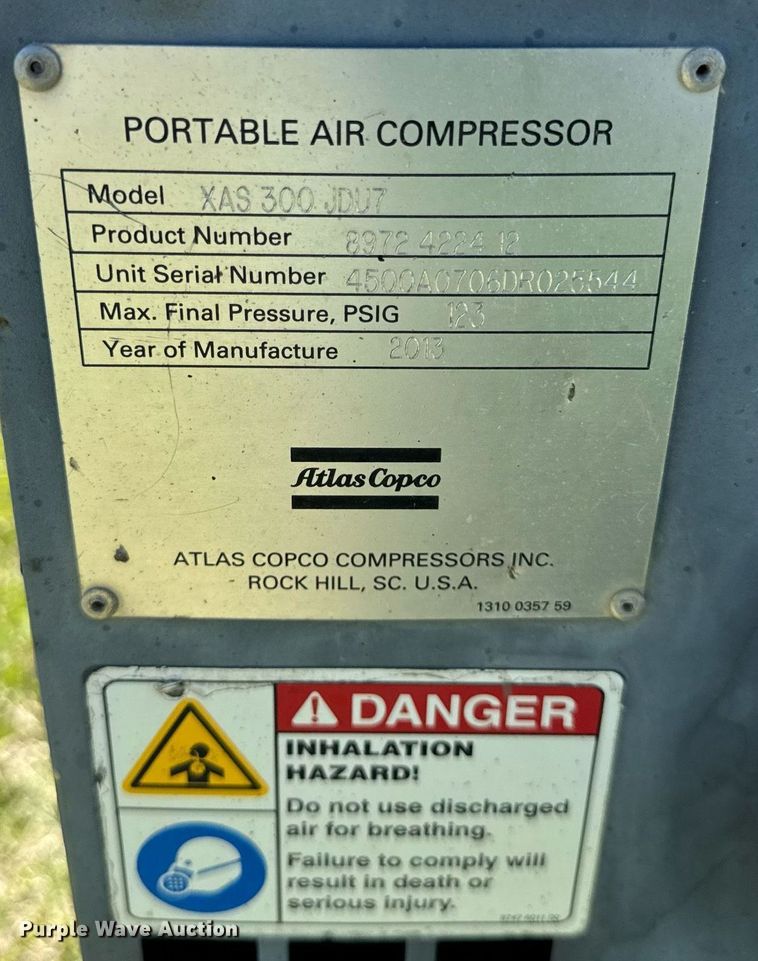 PORTABLE AIR COMPRESSOR
Model XAS 300 JDU7
Product Number 8972 4224 12
Unit Serial Number 4500A0706DR025544
Max. Final Pressure, PSIG 123
Year of Manufacture 2013
Atlas Copco
ATLAS COPCO COMPRESSORS INC.
ROCK HILL, SC. U.S.A.
1310 0357 59
DANGER
INHALATION
HAZARD!
Do not use discharged
air for breathing.
Failure to comply will
result in death or
serious injury.
Purple Wave Auction